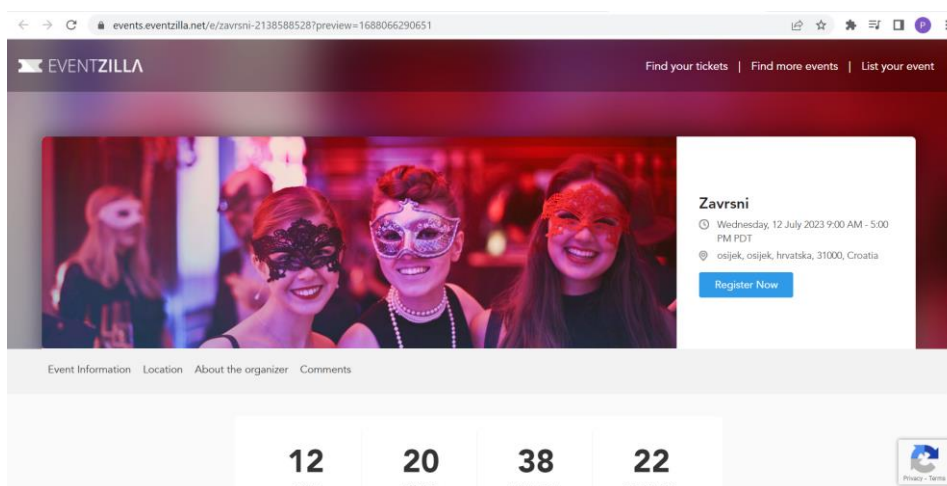 events.eventzilla.net/e/zavrsni-2138588528?preview=1688066290651
P
EVENTZILLA
Find your tickets | Find more events | List your event
Zavrsni
Wednesday, 12 July 2023 9:00 AM - 5:00
PM PDT
osijek, osijek, hrvatska, 31000, Croatia
Register Now
Event Information Location About the organizer Comments
12 20 38 22
Privacy - Terms